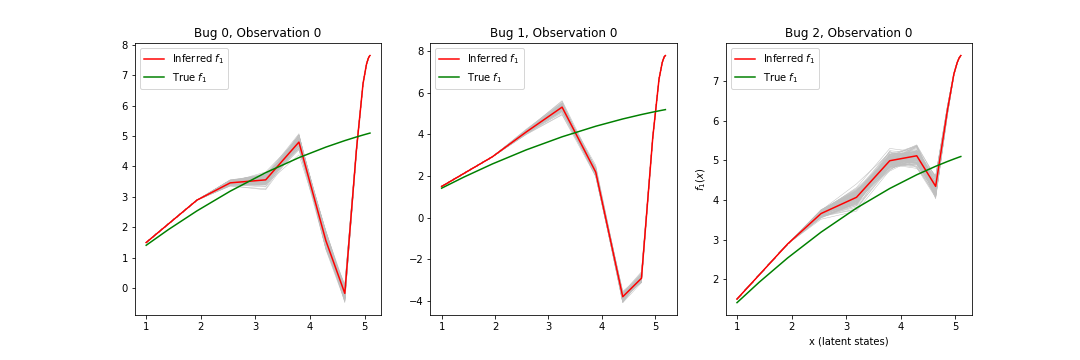 Bug 0, Observation 0
8
7
6
5
4
3
2
1
0
1 2 3 4 5
Inferred f₁
True f₁
Bug 1, Observation 0
8
6
4
2
0
−2
−4
1 2 3 4 5
Inferred f₁
True f₁
Bug 2, Observation 0
f₁(x)
7
6
5
4
3
2
1 2 3 4 5
x (latent states)
Inferred f₁
True f₁